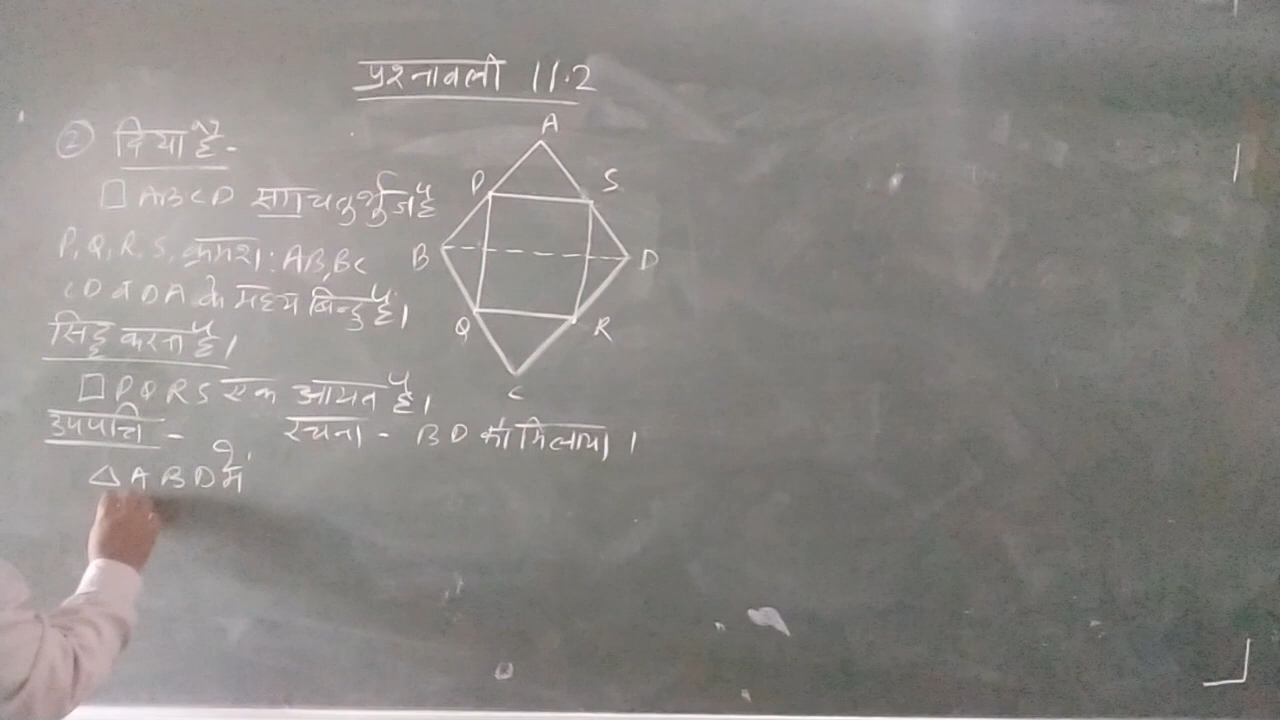 प्रश्नावली 11.2
② दिया है -
□ ABCD समचतुर्भुज है
P, Q, R, S, क्रमश: AB, BC
CD व DA के मध्य बिन्दु हैं।
सिद्ध करना है।
□ PQRS एक आयत है।
उपपत्ति - रचना - BD को मिलाया।
△ ABD में
A
P
S
B
D
Q
R
C